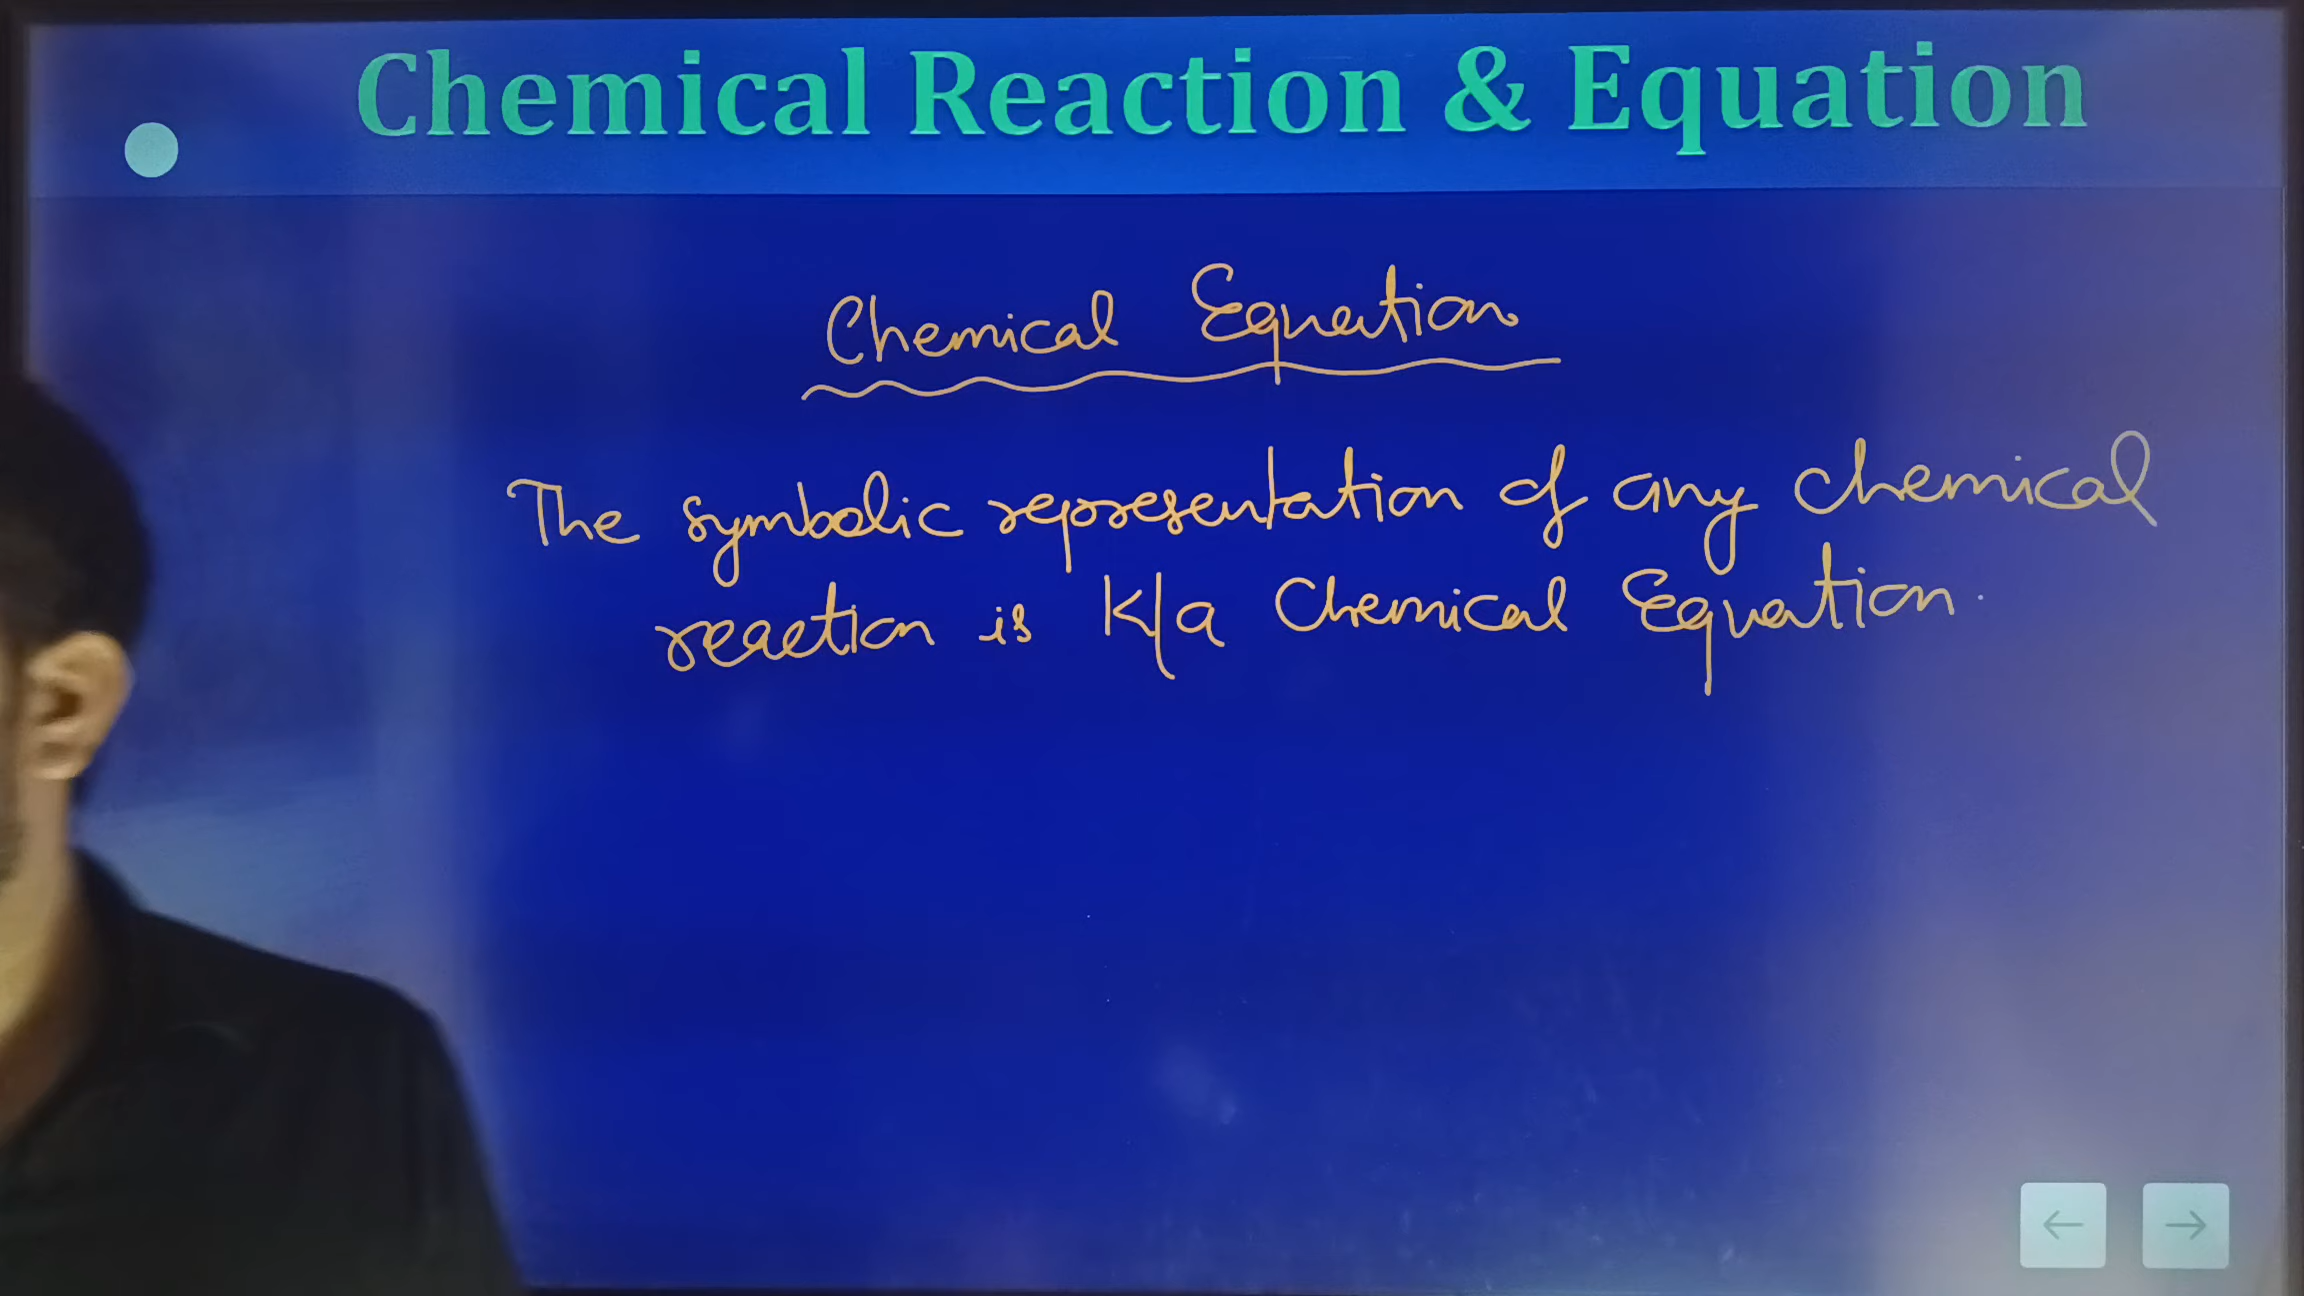 Chemical Reaction & Equation
Chemical Equation
The symbolic representation of any chemical
reaction is K/a Chemical Equation.